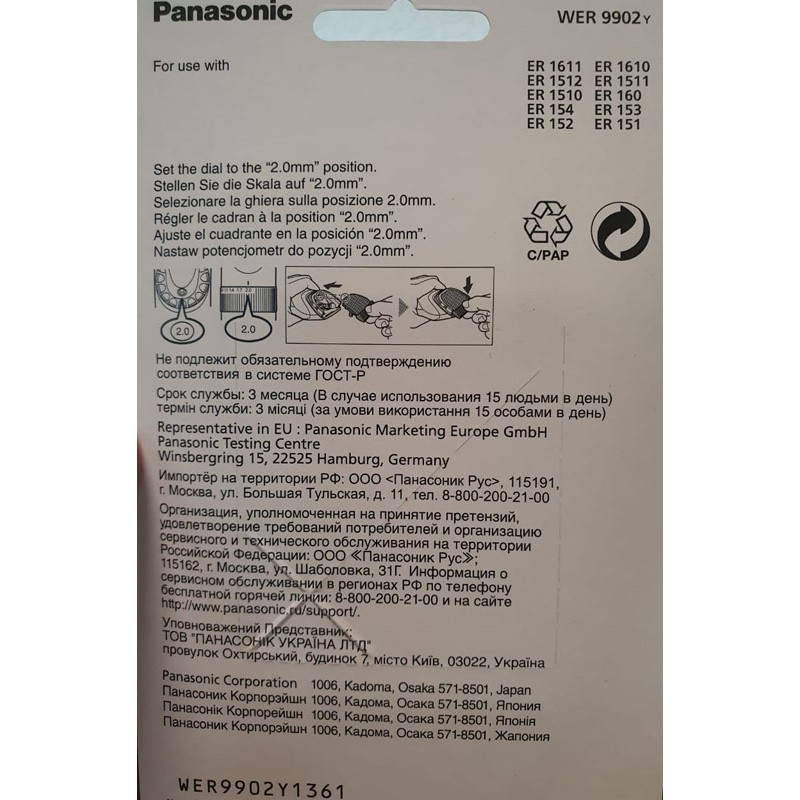 Panasonic
WER 9902Y
For use with
ER 1611 ER 1610
ER 1512 ER 1511
ER 1510 ER 160
ER 154 ER 153
ER 152 ER 151
Set the dial to the “2.0mm” position.
Stellen Sie die Skala auf “2.0mm”.
Selezionare la ghiera sulla posizione 2.0mm.
Régler le cadran à la position “2.0mm”.
Ajuste el cuadrante en la posición “2.0mm”.
Nastaw potencjometr do pozycji “2.0mm”.
C/PAP
2.0
2.0
Не подлежит обязательному подтверждению
соответствия в системе ГОСТ-Р
Срок службы: 3 месяца (В случае использования 15 людьми в день)
термін служби: 3 місяці (за умови використання 15 особами в день)
Representative in EU : Panasonic Marketing Europe GmbH
Panasonic Testing Centre
Winsbergring 15, 22525 Hamburg, Germany
Импортёр на территории РФ: ООО <Панасоник Рус>, 115191,
г. Москва, ул. Большая Тульская, д. 11, тел. 8-800-200-21-00
Организация, уполномоченная на принятие претензий,
удовлетворение требований потребителей и организацию
сервисного и технического обслуживания на территории
Российской Федерации: ООО ≪Панасоник Рус≫;
115162, г. Москва, ул. Шаболовка, 31Г. Информация о
сервисном обслуживании в регионах РФ по телефону
бесплатной горячей линии: 8-800-200-21-00 и на сайте
http://www.panasonic.ru/support/.
Уповноважений Представник:
ТОВ "ПАНАСОНІК УКРАЇНА ЛТД"
провулок Охтирський, будинок 7, місто Київ, 03022, Україна
Panasonic Corporation 1006, Kadoma, Osaka 571-8501, Japan
Панасоник Корпорэйшн 1006, Кадома, Осака 571-8501, Япония
Панасонік Корпорейшн 1006, Кадома, Осака 571-8501, Японія
Панасоник Корпорэйшн 1006, Кадома, Осака 571-8501, Жапония
WER9902Y1361